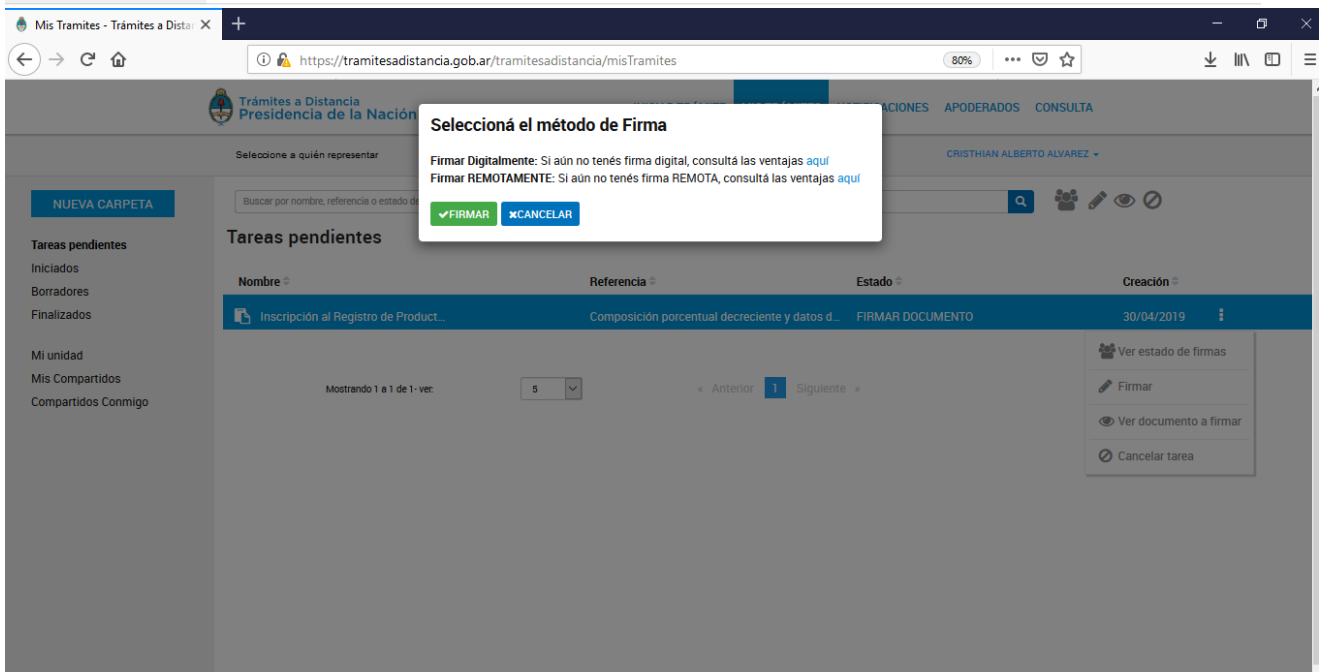 Mis Tramites - Trámites a Distan
https://tramitesadistancia.gob.ar/tramitesadistancia/misTramites
80%
Trámites a Distancia
Presidencia de la Nación
APODERADOS CONSULTA
Seleccioná el método de Firma
Seleccione a quién representar
CRISTHIAN ALBERTO ALVAREZ
Firmar Digitalmente: Si aún no tenés firma digital, consultá las ventajas aquí
Firmar REMOTAMENTE: Si aún no tenés firma REMOTA, consultá las ventajas aquí
FIRMAR CANCELAR
NUEVA CARPETA
Buscar por nombre, referencia o estado de
Tareas pendientes
Iniciados
Borradores
Finalizados
Mi unidad
Mis Compartidos
Compartidos Conmigo
Tareas pendientes
Nombre Referencia Estado Creación
Inscripción al Registro de Product... Composición porcentual decreciente y datos d... FIRMAR DOCUMENTO 30/04/2019
Ver estado de firmas
Firmar
Ver documento a firmar
Cancelar tarea
Mostrando 1 a 1 de 1- ver: 5 « Anterior 1 Siguiente »